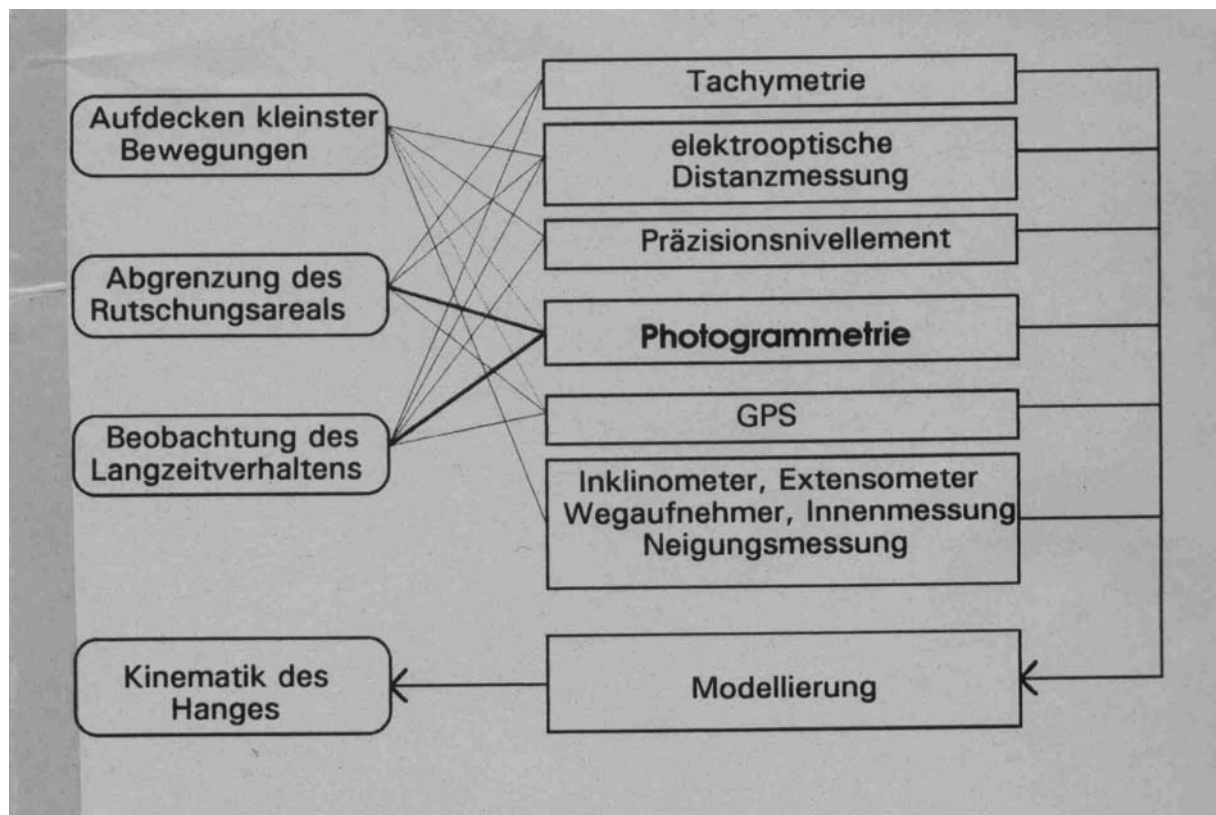 Aufdecken kleinster
Bewegungen
Abgrenzung des
Rutschungsareals
Beobachtung des
Langzeitverhaltens
Kinematik des
Hanges
Tachymetrie
elektrooptische
Distanzmessung
Präzisionsnivellement
Photogrammetrie
GPS
Inklinometer, Extensometer
Wegaufnehmer, Innenmessung
Neigungsmessung
Modellierung